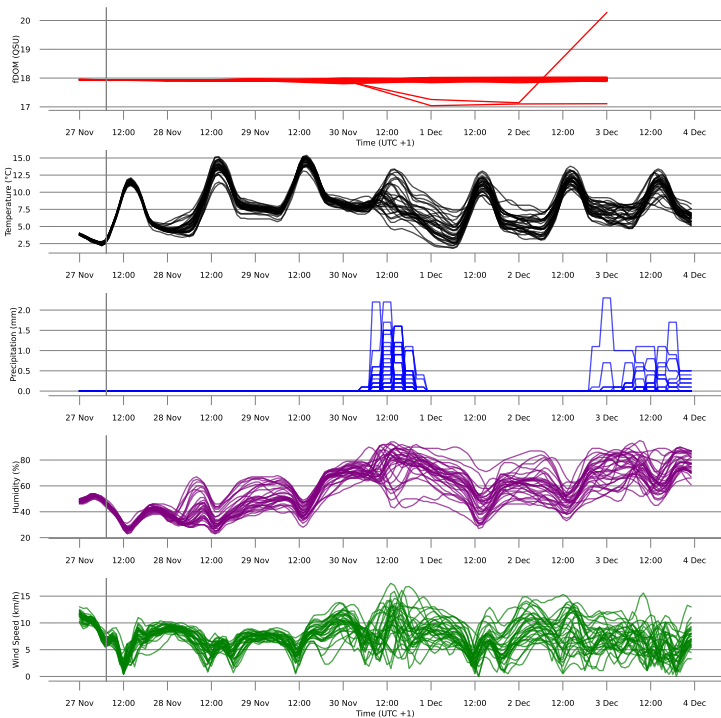 20
19
18
17
fDOM (QSU)
27 Nov 12:00 28 Nov 12:00 29 Nov 12:00 30 Nov 12:00 1 Dec 12:00 2 Dec 12:00 3 Dec 12:00 4 Dec
Time (UTC +1)
15.0
12.5
10.0
7.5
5.0
2.5
Temperature (°C)
27 Nov 12:00 28 Nov 12:00 29 Nov 12:00 30 Nov 12:00 1 Dec 12:00 2 Dec 12:00 3 Dec 12:00 4 Dec
2.0
1.5
1.0
0.5
0.0
Precipitation (mm)
27 Nov 12:00 28 Nov 12:00 29 Nov 12:00 30 Nov 12:00 1 Dec 12:00 2 Dec 12:00 3 Dec 12:00 4 Dec
80
60
40
20
Humidity (%)
27 Nov 12:00 28 Nov 12:00 29 Nov 12:00 30 Nov 12:00 1 Dec 12:00 2 Dec 12:00 3 Dec 12:00 4 Dec
15
10
5
0
Wind Speed (km/h)
27 Nov 12:00 28 Nov 12:00 29 Nov 12:00 30 Nov 12:00 1 Dec 12:00 2 Dec 12:00 3 Dec 12:00 4 Dec
Time (UTC +1)